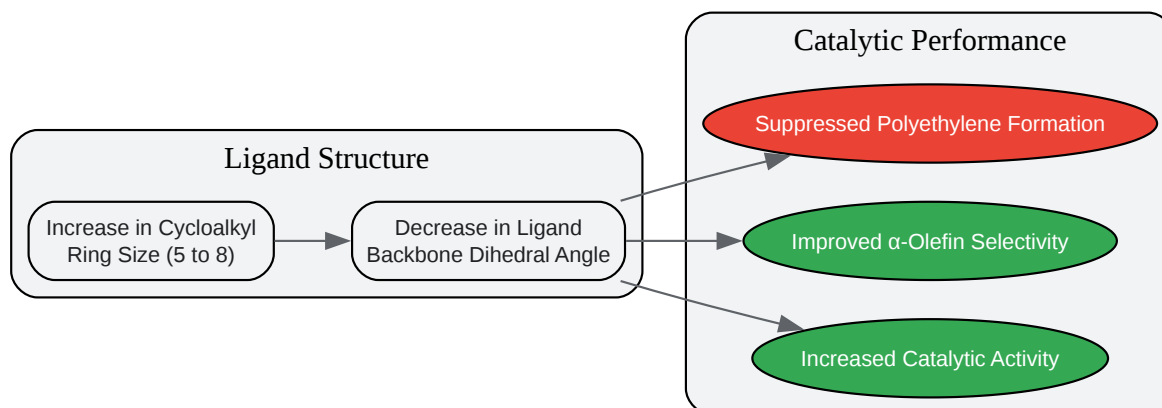 Catalytic Performance
Suppressed Polyethylene Formation
Ligand Structure
Increase in Cycloalkyl
Ring Size (5 to 8)
Decrease in Ligand
Backbone Dihedral Angle
Improved α-Olefin Selectivity
Increased Catalytic Activity